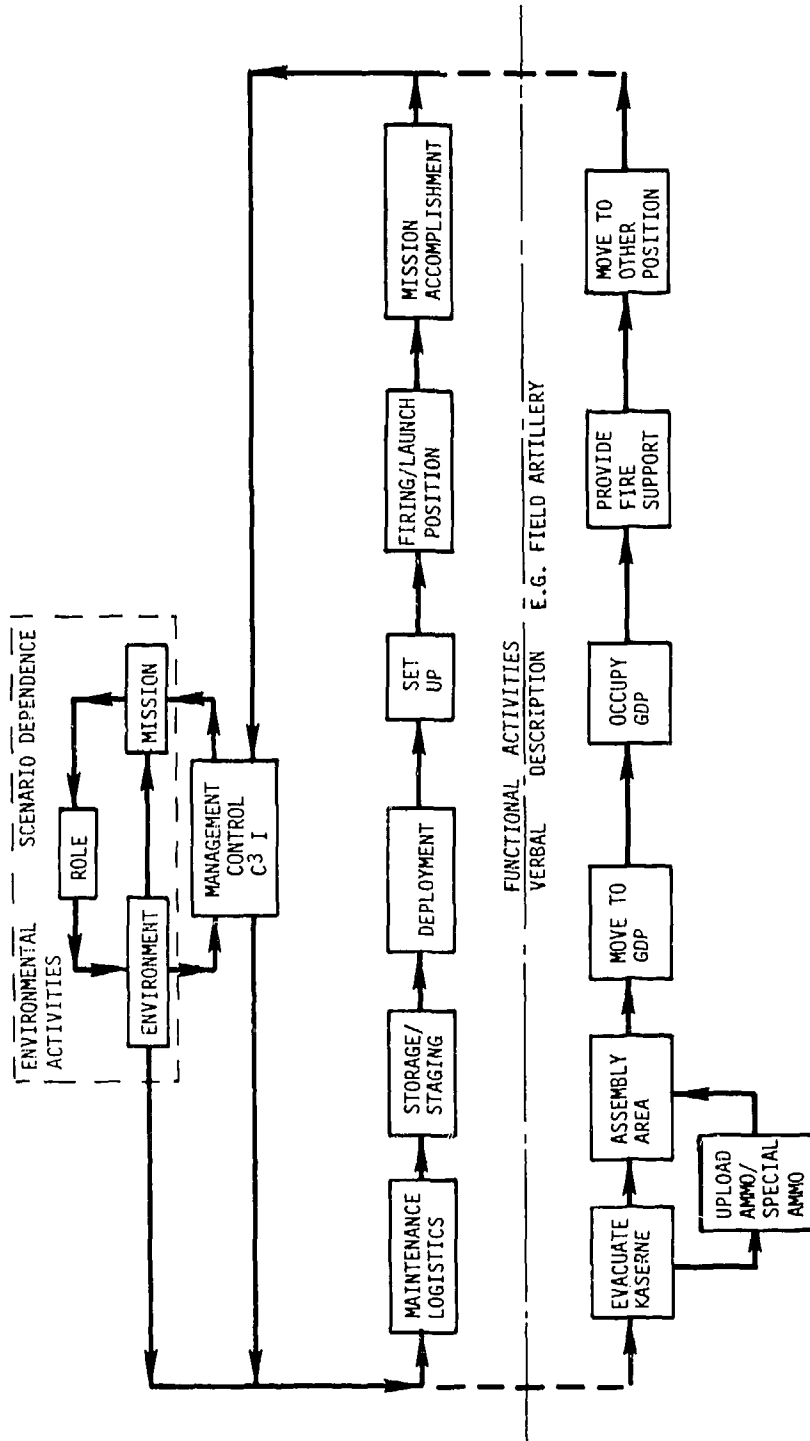 ENVIRONMENTAL SCENARIO DEPENDENCE
ACTIVITIES
ROLE
ENVIRONMENT
MISSION
MANAGEMENT
CONTROL
C3 I
MAINTENANCE
LOGISTICS
STORAGE/
STAGING
DEPLOYMENT
SET
UP
FIRING/LAUNCH
POSITION
MISSION
ACCOMPLISHMENT
FUNCTIONAL ACTIVITIES
VERBAL DESCRIPTION E.G. FIELD ARTILLERY
EVACUATE
KASERNE
UPLOAD
AMMO/
SPECIAL
AMMO
ASSEMBLY
AREA
MOVE TO
GDP
OCCUPY
GDP
PROVIDE
FIRE
SUPPORT
MOVE TO
OTHER
POSITION